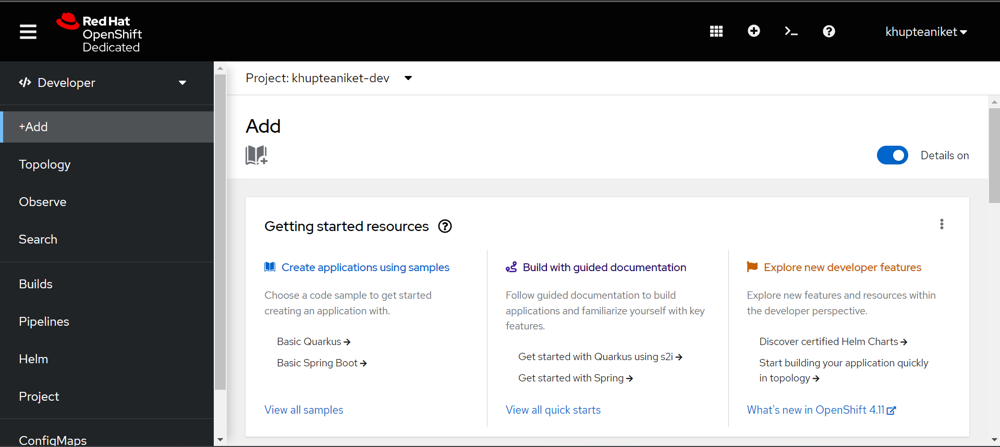 Red Hat
OpenShift
Dedicated
khupteaniket
Developer
+Add
Topology
Observe
Search
Builds
Pipelines
Helm
Project
ConfigMaps
Project: khupteaniket-dev
Add
Details on
Getting started resources
Create applications using samples
Choose a code sample to get started
creating an application with.
Basic Quarkus
Basic Spring Boot
View all samples
Build with guided documentation
Follow guided documentation to build
applications and familiarize yourself with key
features.
Get started with Quarkus using s2i
Get started with Spring
View all quick starts
Explore new developer features
Explore new features and resources within
the developer perspective.
Discover certified Helm Charts
Start building your application quickly
in topology
What's new in OpenShift 4.11